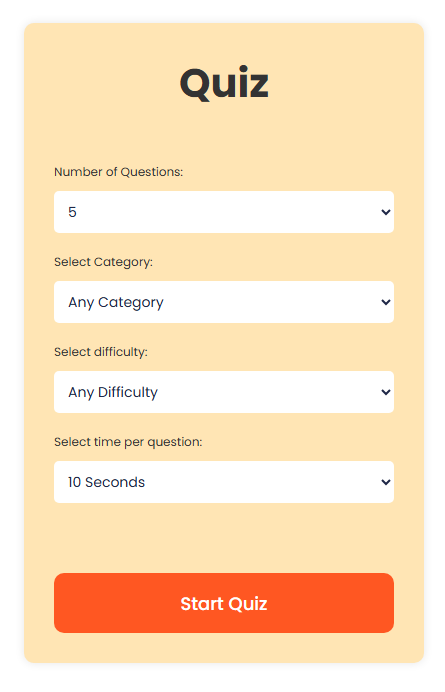 Quiz
Number of Questions:
5
Select Category:
Any Category
Select difficulty:
Any Difficulty
Select time per question:
10 Seconds
Start Quiz